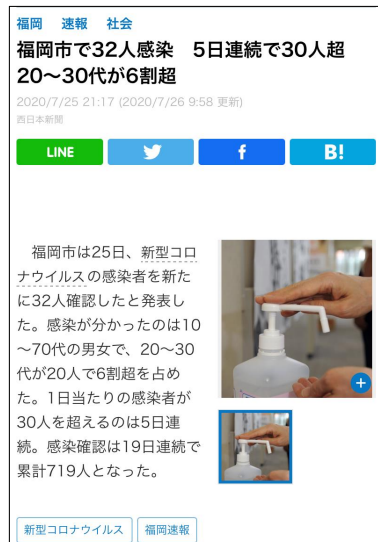 福岡 速報 社会
福岡市で32人感染 5日連続で30人超
20〜30代が6割超
2020/7/25 21:17 (2020/7/26 9:58 更新)
西日本新聞
LINE f B!
福岡市は25日、新型コロ
ナウイルスの感染者を新た
に32人確認したと発表し
た。感染が分かったのは10
〜70代の男女で、20〜30
代が20人で6割超を占め
た。1日当たりの感染者が
30人を超えるのは5日連
続。感染確認は19日連続で
累計719人となった。
新型コロナウイルス 福岡速報